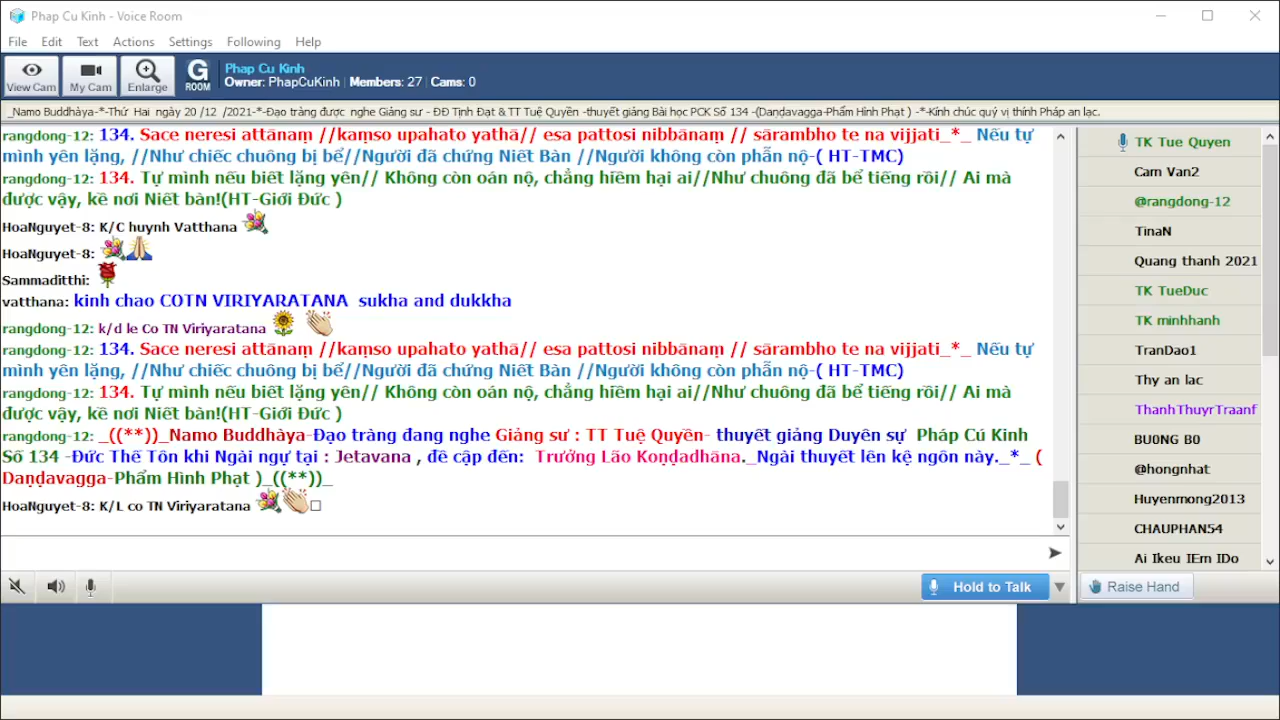 Phap Cu Kinh - Voice Room
File Edit Text Actions Settings Following Help
View Cam My Cam Enlarge G ROOM
Phap Cu Kinh
Owner: PhapCuKinh | Members: 27 | Cams: 0
_Namo Buddhàya-*-Thứ Hai ngày 20 /12 /2021-*-Đạo tràng được nghe Giảng sư - ĐĐ Tịnh Đạt & TT Tuệ Quyền -thuyết giảng Bài học PCK Số 134 -(Daṇḍavagga-Phẩm Hình Phạt ) -*-Kính chúc quý vị thính Pháp an lạc.
rangdong-12: 134. Sace neresi attānaṃ //kaṃso upahato yathā// esa pattosi nibbānaṃ // sārambho te na vijjati_*_ Nếu tự
mình yên lặng, //Như chiếc chuông bị bể//Người đã chứng Niết Bàn //Người không còn phẫn nộ-( HT-TMC)
rangdong-12: 134. Tự mình nếu biết lặng yên// Không còn oán nộ, chẳng hiềm hại ai//Như chuông đã bể tiếng rồi// Ai mà
được vậy, kề nơi Niết bàn!(HT-Giới Đức )
HoaNguyet-8: K/C huynh Vatthana
HoaNguyet-8:
Sammaditthi:
vatthana: kinh chao COTN VIRIYARATANA sukha and dukkha
rangdong-12: k/d le Co TN Viriyaratana
rangdong-12: 134. Sace neresi attānaṃ //kaṃso upahato yathā// esa pattosi nibbānaṃ // sārambho te na vijjati_*_ Nếu tự
mình yên lặng, //Như chiếc chuông bị bể//Người đã chứng Niết Bàn //Người không còn phẫn nộ-( HT-TMC)
rangdong-12: 134. Tự mình nếu biết lặng yên// Không còn oán nộ, chẳng hiềm hại ai//Như chuông đã bể tiếng rồi// Ai mà
được vậy, kề nơi Niết bàn!(HT-Giới Đức )
rangdong-12: _((**))_Namo Buddhàya-Đạo tràng đang nghe Giảng sư : TT Tuệ Quyền- thuyết giảng Duyên sự Pháp Cú Kinh
Số 134 -Đức Thế Tôn khi Ngài ngự tại : Jetavana , đề cập đến: Trưởng Lão Koṇḍadhāna._Ngài thuyết lên kệ ngôn này._*_ (
Daṇḍavagga-Phẩm Hình Phạt )_((**))_
HoaNguyet-8: K/L co TN Viriyaratana
TK Tue Quyen
Cam Van2
@rangdong-12
TinaN
Quang thanh 2021
TK TueDuc
TK minhhanh
TranDao1
Thy an lac
ThanhThuyrTraanf
BU0NG B0
@hongnhat
Huyenmong2013
CHAUPHAN54
Ai Ikeu IEm IDo
Hold to Talk
Raise Hand